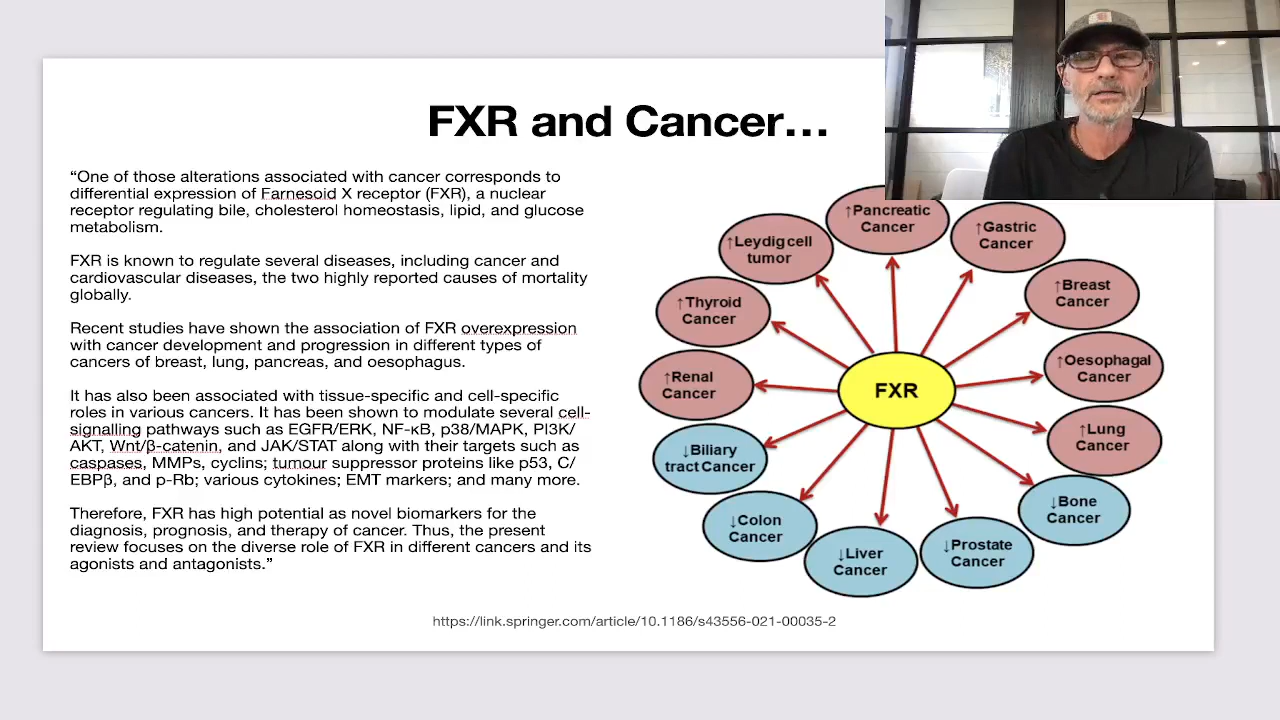 FXR and Cancer…
“One of those alterations associated with cancer corresponds to
differential expression of Farnesoid X receptor (FXR), a nuclear
receptor regulating bile, cholesterol homeostasis, lipid, and glucose
metabolism.
FXR is known to regulate several diseases, including cancer and
cardiovascular diseases, the two highly reported causes of mortality
globally.
Recent studies have shown the association of FXR overexpression
with cancer development and progression in different types of
cancers of breast, lung, pancreas, and oesophagus.
It has also been associated with tissue-specific and cell-specific
roles in various cancers. It has been shown to modulate several cell-
signalling pathways such as EGFR/ERK, NF-κB, p38/MAPK, PI3K/
AKT, Wnt/β-catenin, and JAK/STAT along with their targets such as
caspases, MMPs, cyclins; tumour suppressor proteins like p53, C/
EBPβ, and p-Rb; various cytokines; EMT markers; and many more.
Therefore, FXR has high potential as novel biomarkers for the
diagnosis, prognosis, and therapy of cancer. Thus, the present
review focuses on the diverse role of FXR in different cancers and its
agonists and antagonists.”
↑Pancreatic
Cancer
↑Gastric
Cancer
↑Breast
Cancer
↑Oesophagal
Cancer
↑Lung
Cancer
↓Bone
Cancer
↓Prostate
Cancer
↓Liver
Cancer
↓Colon
Cancer
↓Biliary
tract Cancer
↑Renal
Cancer
↑Thyroid
Cancer
↑Leydig cell
tumor
FXR
https://link.springer.com/article/10.1186/s43556-021-00035-2